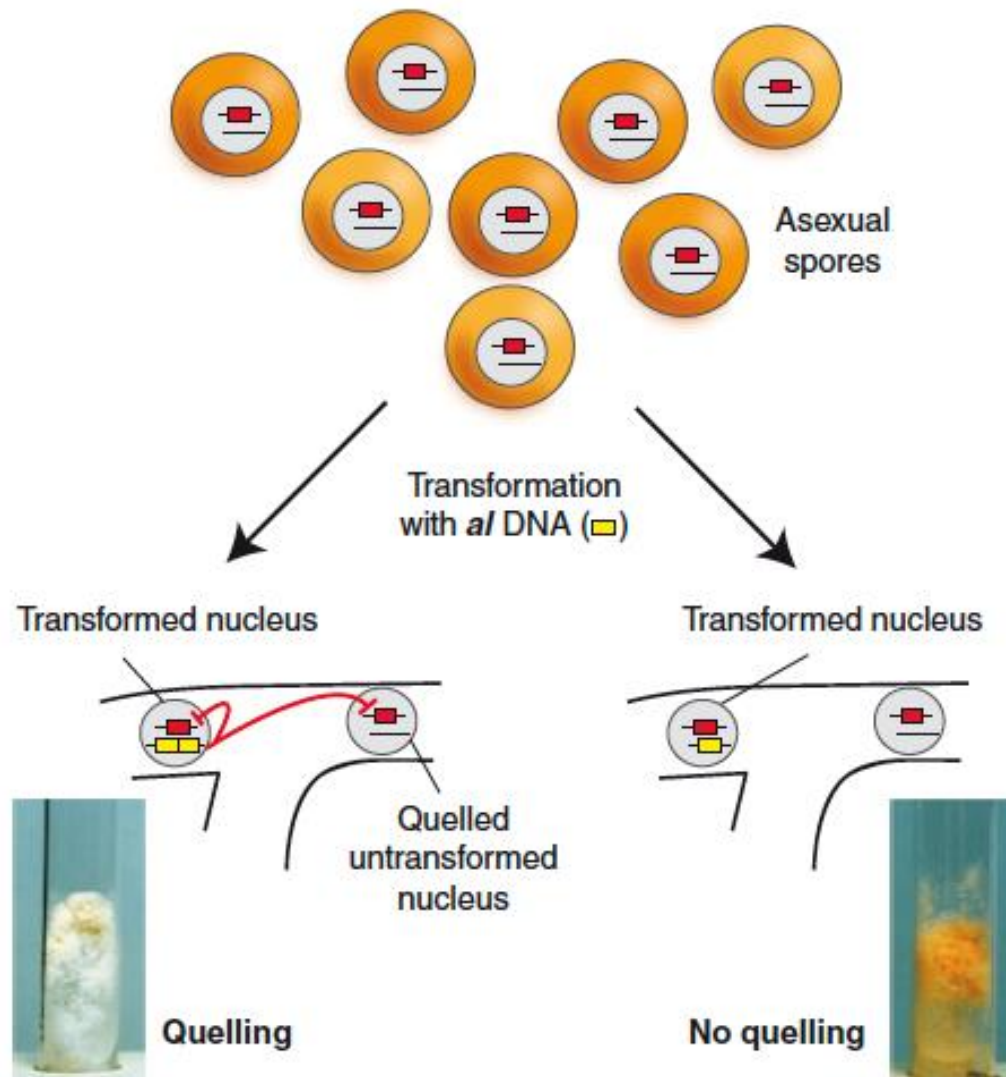 Asexual
spores
Transformation
with al DNA ( )
Transformed nucleus
Transformed nucleus
Quelled
untransformed
nucleus
Quelling
No quelling